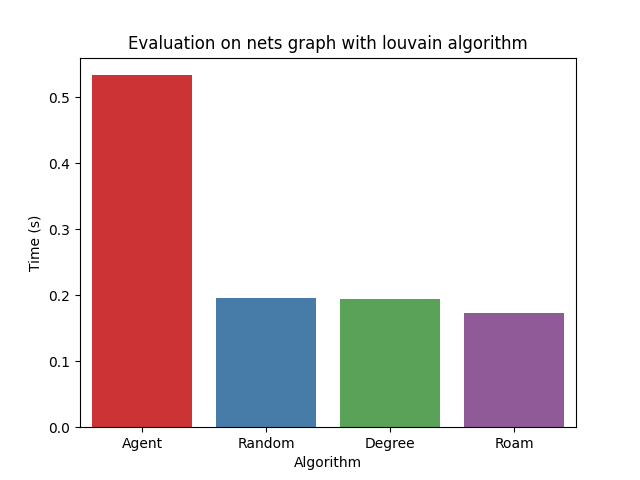 Evaluation on nets graph with louvain algorithm
0.5
0.4
0.3
0.2
0.1
0.0
Time (s)
Agent Random Degree Roam
Algorithm